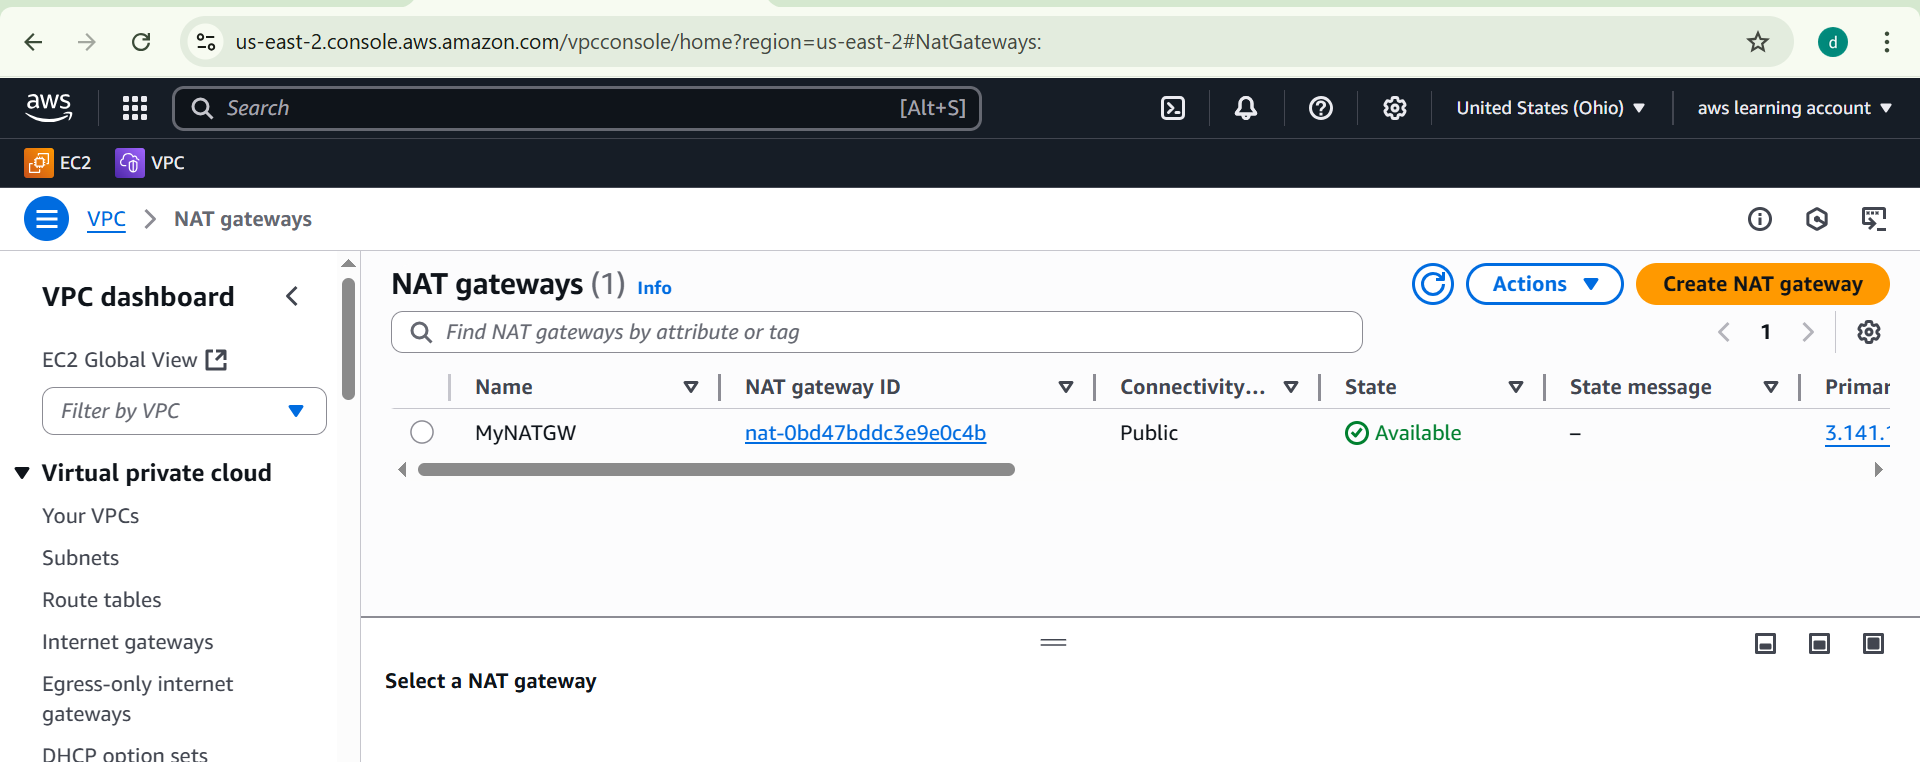 us-east-2.console.aws.amazon.com/vpcconsole/home?region=us-east-2#NatGateways:
d
aws
Search
[Alt+S]
United States (Ohio)
aws learning account
EC2
VPC
VPC
NAT gateways
VPC dashboard
EC2 Global View
Filter by VPC
Virtual private cloud
Your VPCs
Subnets
Route tables
Internet gateways
Egress-only internet
gateways
DHCP option sets
NAT gateways (1) Info
Actions
Create NAT gateway
Find NAT gateways by attribute or tag
1
Name
NAT gateway ID
Connectivity...
State
State message
Primar
MyNATGW
nat-0bd47bddc3e9e0c4b
Public
Available
–
3.141.1
Select a NAT gateway